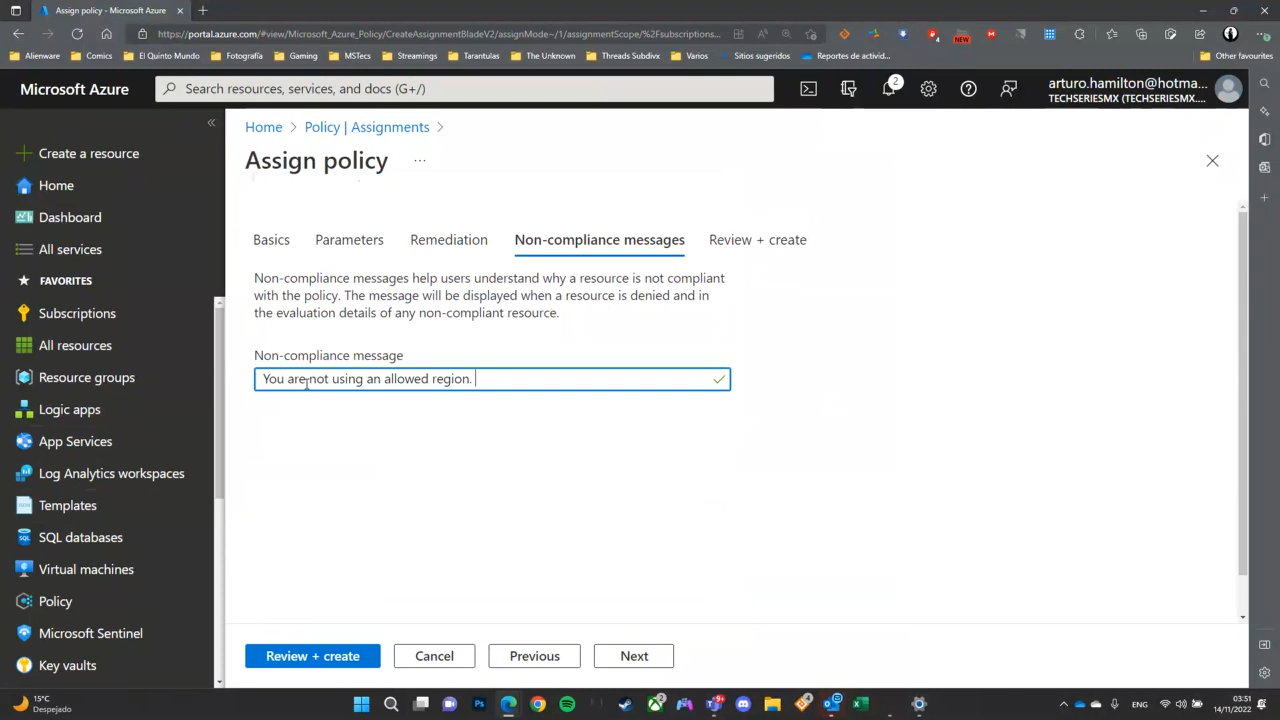 Assign policy - Microsoft Azure
https://portal.azure.com/#view/Microsoft_Azure_Policy/CreateAssignmentBladeV2/assignMode~/1/assignmentScope/%2Fsubscriptions...
Alienware
Comics
El Quinto Mundo
Fotografía
Gaming
MSTecs
Streamings
Tarantulas
The Unknown
Threads Subdivx
Varios
Sitios sugeridos
Reportes de activid...
Other favourites
Microsoft Azure
Search resources, services, and docs (G+/)
2
arturo.hamilton@hotma...
TECHSERIESMX (TECHSERIESMX....
Create a resource
Home
Dashboard
All services
FAVORITES
Subscriptions
All resources
Resource groups
Logic apps
App Services
Log Analytics workspaces
Templates
SQL databases
Virtual machines
Policy
Microsoft Sentinel
Key vaults
Home > Policy | Assignments >
Assign policy ...
Basics
Parameters
Remediation
Non-compliance messages
Review + create
Non-compliance messages help users understand why a resource is not compliant
with the policy. The message will be displayed when a resource is denied and in
the evaluation details of any non-compliant resource.
Non-compliance message
You are not using an allowed region.
Review + create
Cancel
Previous
Next
15°C
Despejado
ENG
03:51
14/11/2022